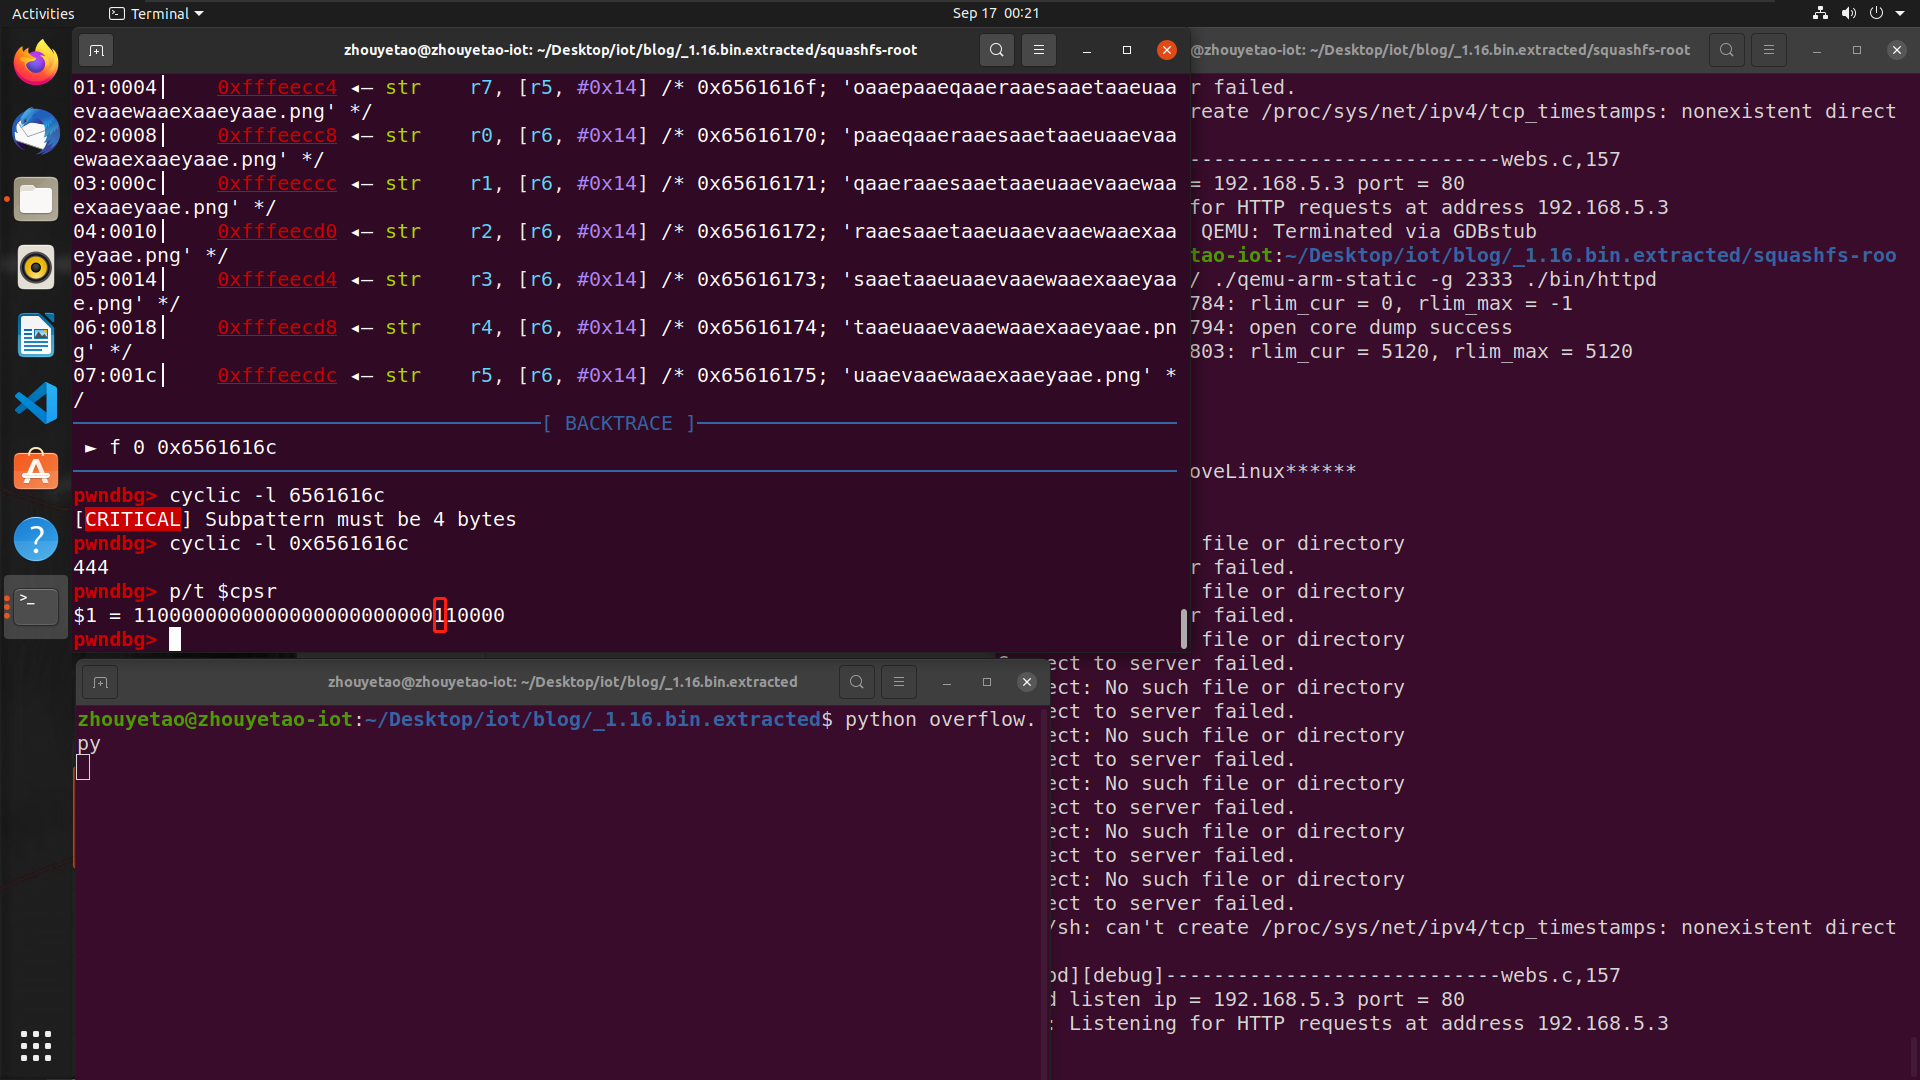 Activities
Terminal
Sep 17 00:21
zhouyetao@zhouyetao-iot: ~/Desktop/iot/blog/_1.16.bin.extracted/squashfs-root
01:0004│ 0xfffeecc4 ◂— str r7, [r5, #0x14] /* 0x6561616f; 'oaaepaaeqaaeraaesaaetaaeuaa
evaaewaaexaaeyaae.png' */
02:0008│ 0xfffeecc8 ◂— str r0, [r6, #0x14] /* 0x65616170; 'paaeqaaeraaesaaetaaeuaaevaa
ewaaexaaeyaae.png' */
03:000c│ 0xfffeeccc ◂— str r1, [r6, #0x14] /* 0x65616171; 'qaaeraaesaaetaaeuaaevaaewaa
exaaeyaae.png' */
04:0010│ 0xfffeecd0 ◂— str r2, [r6, #0x14] /* 0x65616172; 'raaesaaetaaeuaaevaaewaaexaa
eyaae.png' */
05:0014│ 0xfffeecd4 ◂— str r3, [r6, #0x14] /* 0x65616173; 'saaetaaeuaaevaaewaaexaaeyaa
e.png' */
06:0018│ 0xfffeecd8 ◂— str r4, [r6, #0x14] /* 0x65616174; 'taaeuaaevaaewaaexaaeyaae.pn
g' */
07:001c│ 0xfffeecdc ◂— str r5, [r6, #0x14] /* 0x65616175; 'uaaevaaewaaexaaeyaae.png' *
/
[ BACKTRACE ]
► f 0 0x6561616c
pwndbg> cyclic -l 6561616c
[CRITICAL] Subpattern must be 4 bytes
pwndbg> cyclic -l 0x6561616c
444
pwndbg> p/t $cpsr
$1 = 1100000000000000000000000110000
pwndbg>
zhouyetao@zhouyetao-iot: ~/Desktop/iot/blog/_1.16.bin.extracted
zhouyetao@zhouyetao-iot:~/Desktop/iot/blog/_1.16.bin.extracted$ python overflow.
py
@zhouyetao-iot: ~/Desktop/iot/blog/_1.16.bin.extracted/squashfs-root
r failed.
reate /proc/sys/net/ipv4/tcp_timestamps: nonexistent direct
--------------------------webs.c,157
= 192.168.5.3 port = 80
for HTTP requests at address 192.168.5.3
QEMU: Terminated via GDBstub
tao-iot:~/Desktop/iot/blog/_1.16.bin.extracted/squashfs-roo
/ ./qemu-arm-static -g 2333 ./bin/httpd
784: rlim_cur = 0, rlim_max = -1
794: open core dump success
803: rlim_cur = 5120, rlim_max = 5120
oveLinux******
file or directory
r failed.
file or directory
r failed.
file or directory
ect to server failed.
ect: No such file or directory
ect to server failed.
ect: No such file or directory
ect to server failed.
ect: No such file or directory
ect to server failed.
ect: No such file or directory
ect to server failed.
ect: No such file or directory
ect to server failed.
/sh: can't create /proc/sys/net/ipv4/tcp_timestamps: nonexistent direct
pd][debug]----------------------------webs.c,157
d listen ip = 192.168.5.3 port = 80
: Listening for HTTP requests at address 192.168.5.3